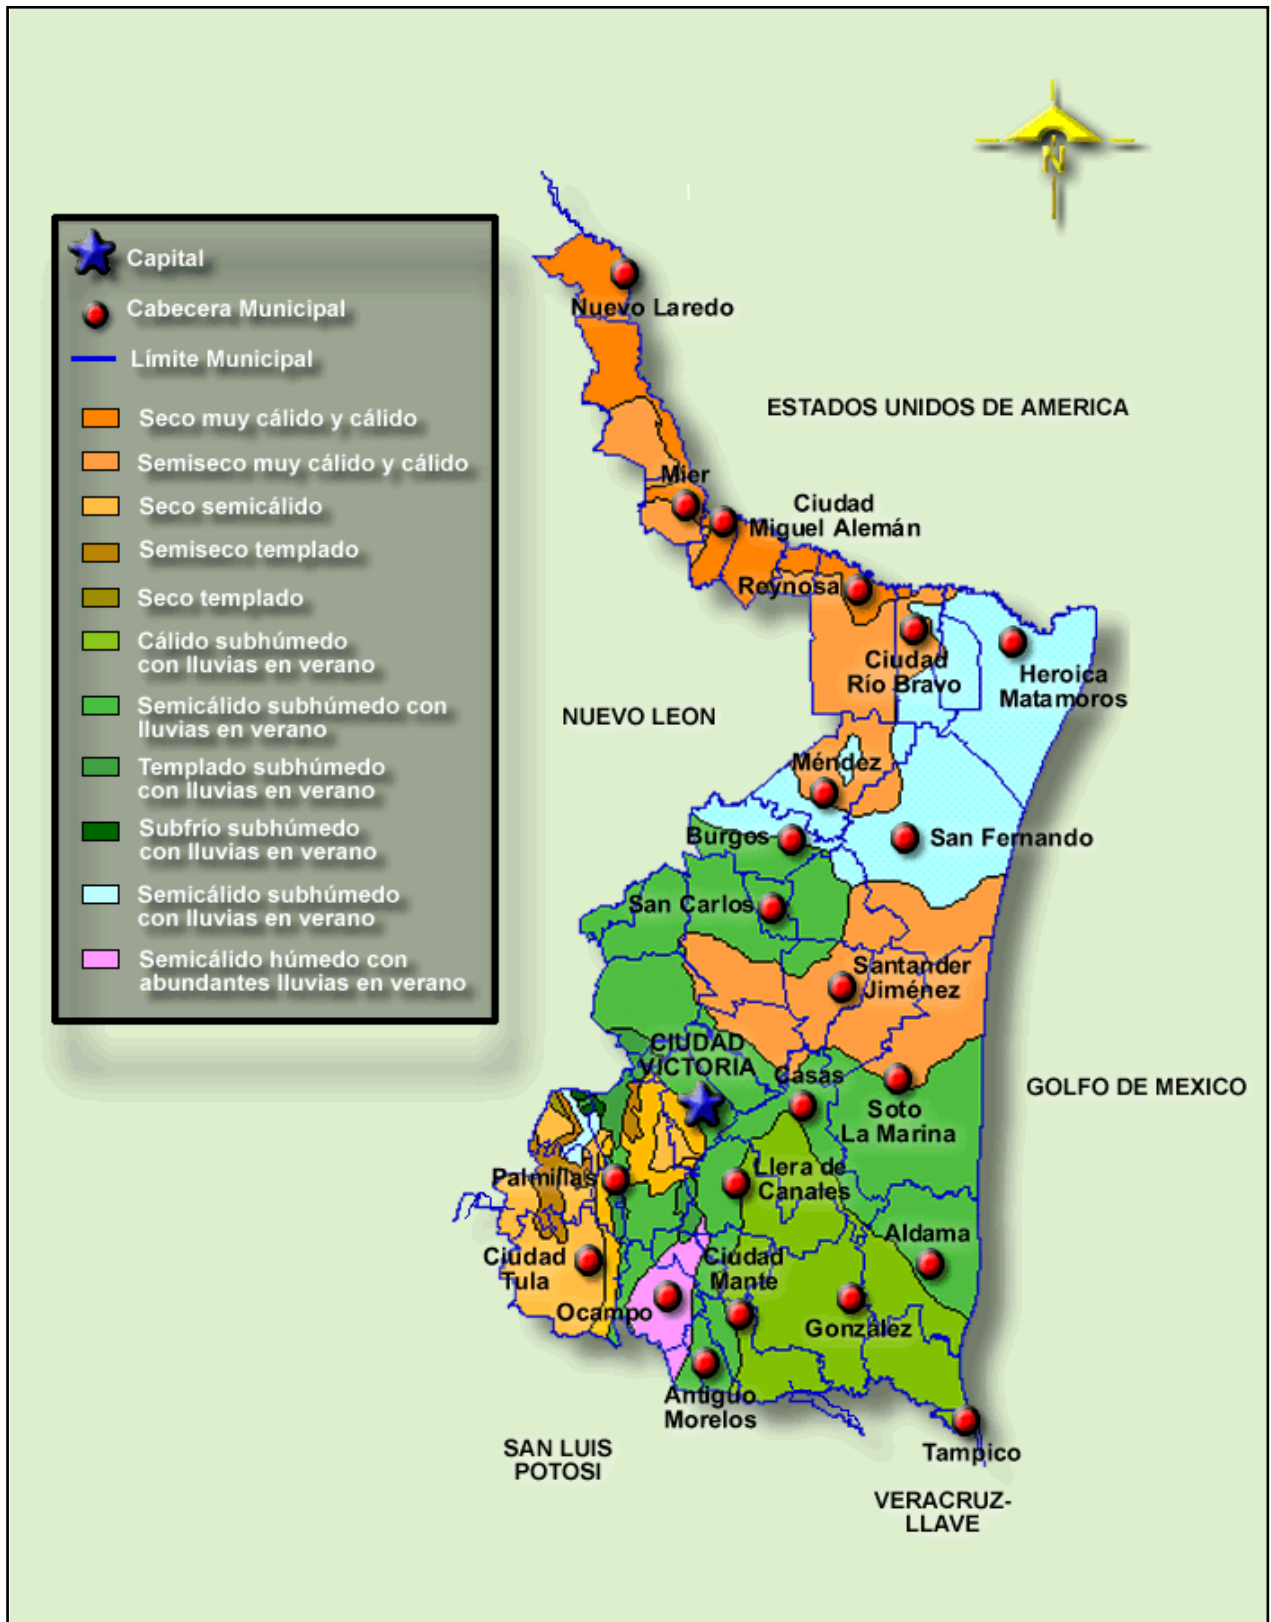 N
Capital
Cabecera Municipal
Límite Municipal
Seco muy cálido y cálido
Semiseco muy cálido y cálido
Seco semicálido
Semiseco templado
Seco templado
Cálido subhúmedo
con lluvias en verano
Semicálido subhúmedo con
lluvias en verano
Templado subhúmedo
con lluvias en verano
Subfrío subhúmedo
con lluvias en verano
Semicálido subhúmedo
con lluvias en verano
Semicálido húmedo con
abundantes lluvias en verano
Nuevo Laredo
ESTADOS UNIDOS DE AMERICA
Mier
Ciudad
Miguel Alemán
Reynosa
Ciudad
Río Bravo
Heroica
Matamoros
NUEVO LEON
Méndez
Burgos
San Fernando
San Carlos
Santander
Jiménez
CIUDAD
VICTORIA
Casas
Soto
La Marina
GOLFO DE MEXICO
Palmillas
Llera de
Canales
Aldama
Ciudad
Tula
Ciudad
Mante
Ocampo
González
Antiguo
Morelos
Tampico
SAN LUIS
POTOSI
VERACRUZ-
LLAVE